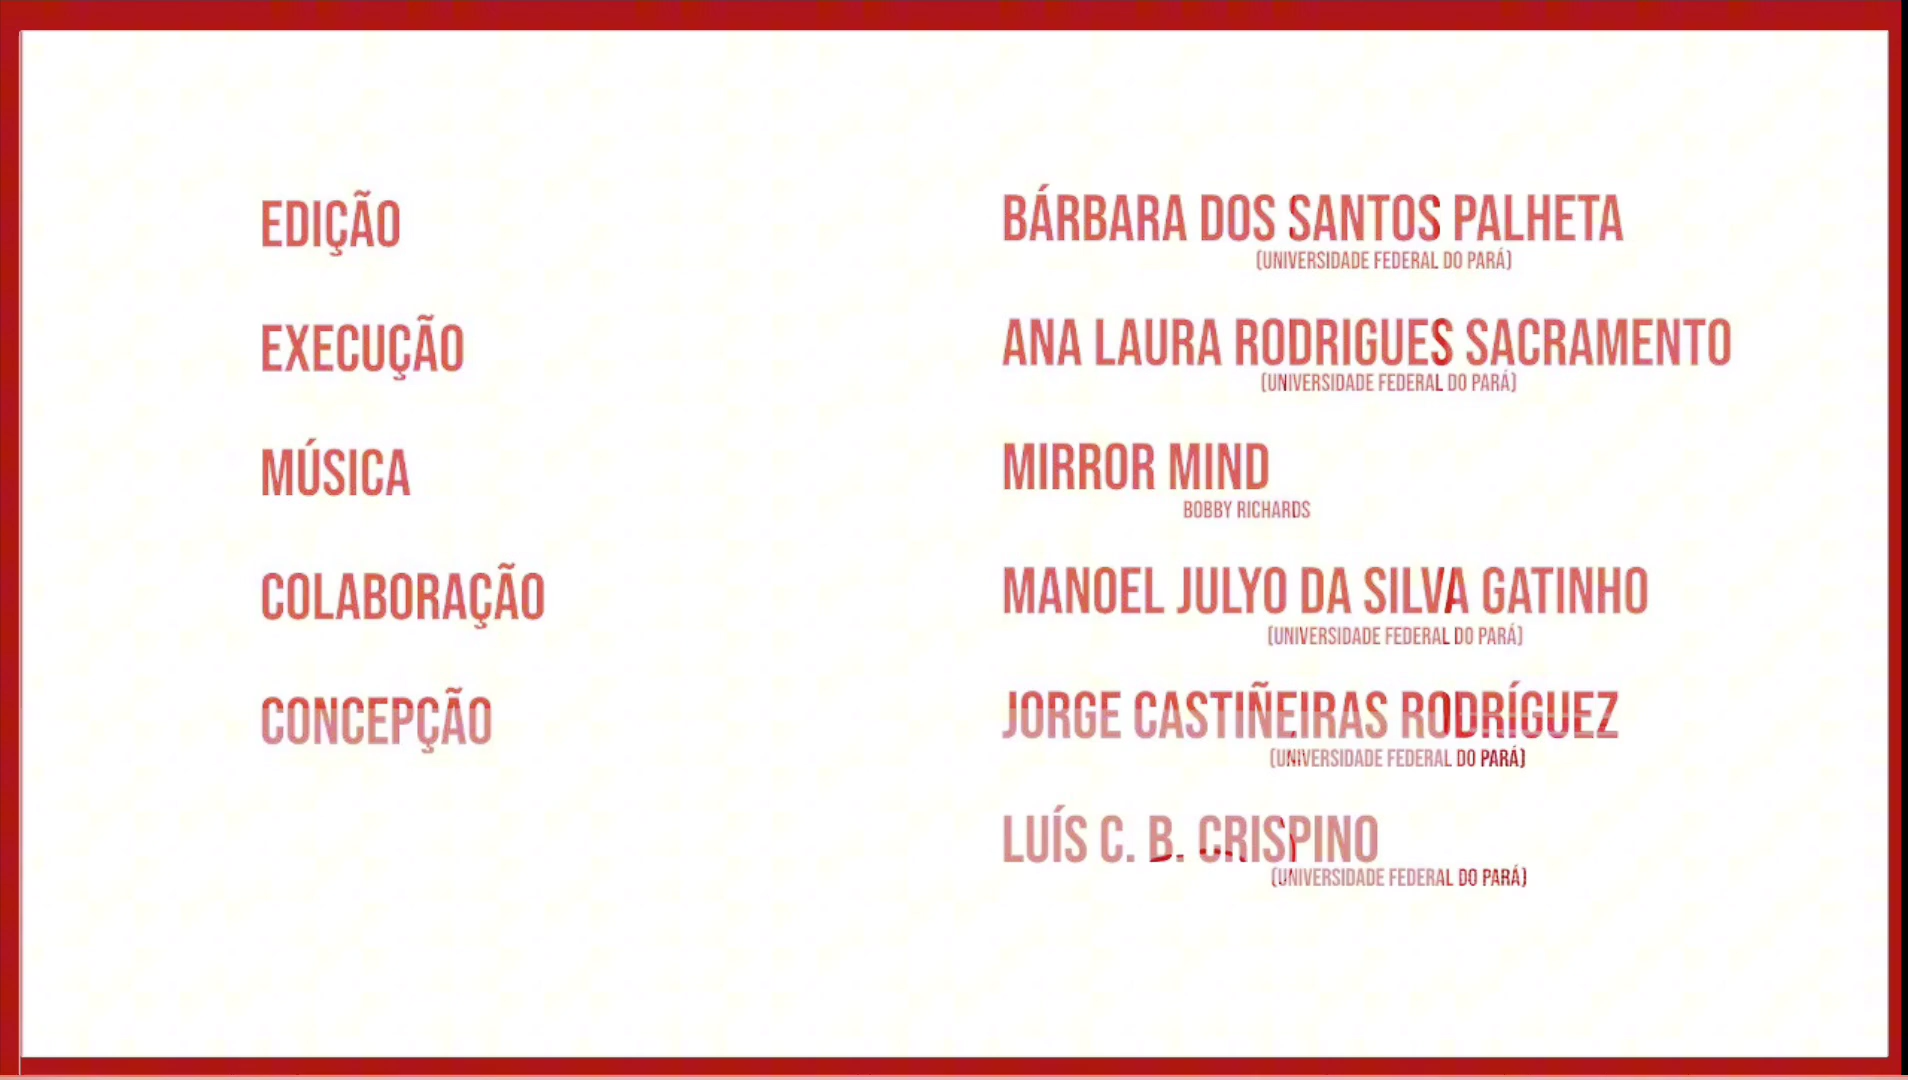 EDIÇÃO BÁRBARA DOS SANTOS PALHETA
(UNIVERSIDADE FEDERAL DO PARÁ)
EXECUÇÃO ANA LAURA RODRIGUES SACRAMENTO
(UNIVERSIDADE FEDERAL DO PARÁ)
MÚSICA MIRROR MIND
BOBBY RICHARDS
COLABORAÇÃO MANOEL JULYO DA SILVA GATINHO
(UNIVERSIDADE FEDERAL DO PARÁ)
CONCEPÇÃO JORGE CASTIÑEIRAS RODRÍGUEZ
(UNIVERSIDADE FEDERAL DO PARÁ)
LUÍS C. B. CRISPINO
(UNIVERSIDADE FEDERAL DO PARÁ)